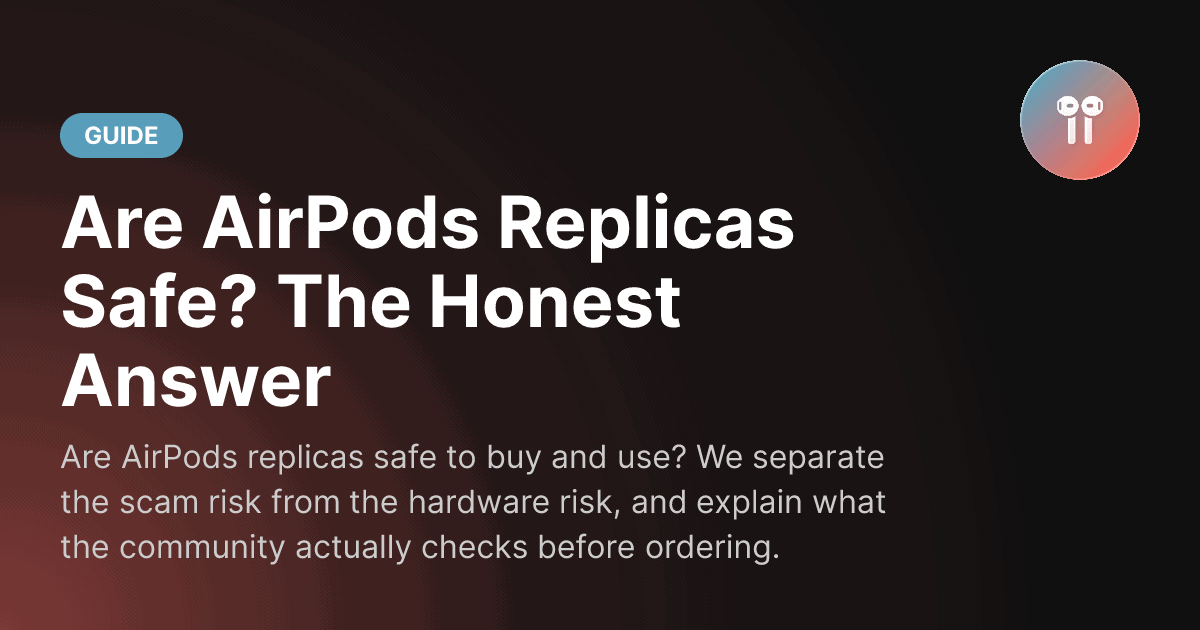 GUIDE
Are AirPods Replicas
Safe? The Honest
Answer
Are AirPods replicas safe to buy and use? We separate
the scam risk from the hardware risk, and explain what
the community actually checks before ordering.